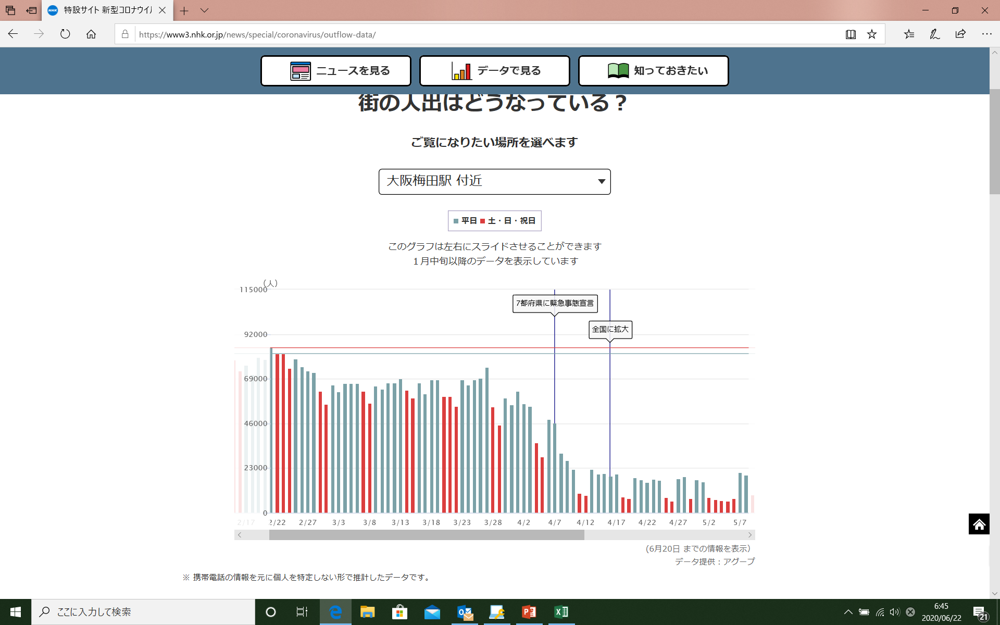 特設サイト 新型コロナウイル
https://www3.nhk.or.jp/news/special/coronavirus/outflow-data/
ニュースを見る
データで見る
知っておきたい
街の人出はどうなっている？
ご覧になりたい場所を選べます
大阪梅田駅 付近
平日 土・日・祝日
このグラフは左右にスライドさせることができます
１月中旬以降のデータを表示しています
(人)
115000
7都府県に緊急事態宣言
全国に拡大
92000
69000
46000
23000
0
2/17 2/22 2/27 3/3 3/8 3/13 3/18 3/23 3/28 4/2 4/7 4/12 4/17 4/22 4/27 5/2 5/7
(6月20日 までの情報を表示)
データ提供：アグープ
※ 携帯電話の情報を元に個人を特定しない形で推計したデータです。
ここに入力して検索
6:45
2020/06/22
21